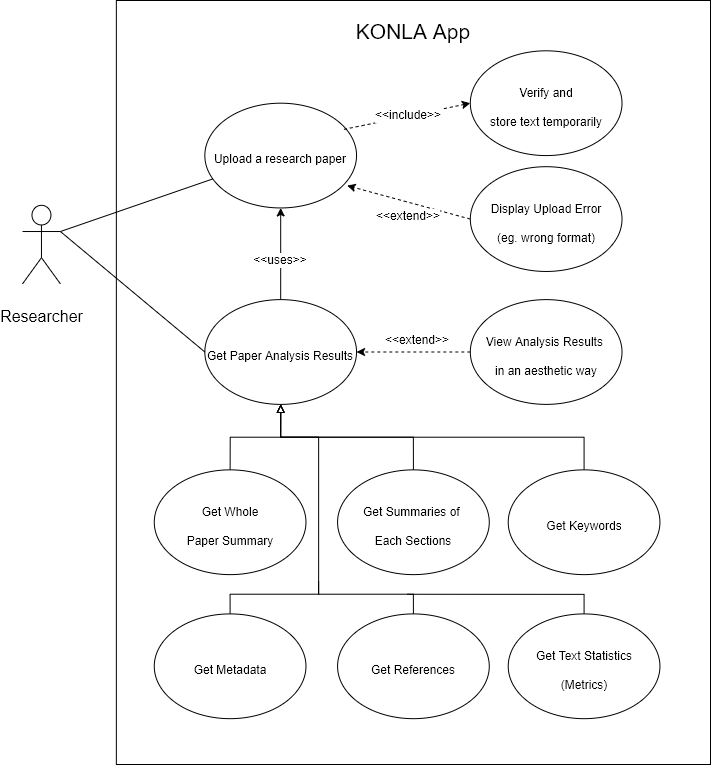 KONLA App
Verify and
store text temporarily
<<include>>
Upload a research paper
Display Upload Error
(eg. wrong format)
<<extend>>
<<uses>>
Researcher
Get Paper Analysis Results
<<extend>>
View Analysis Results
in an aesthetic way
Get Whole
Paper Summary
Get Summaries of
Each Sections
Get Keywords
Get Metadata
Get References
Get Text Statistics
(Metrics)